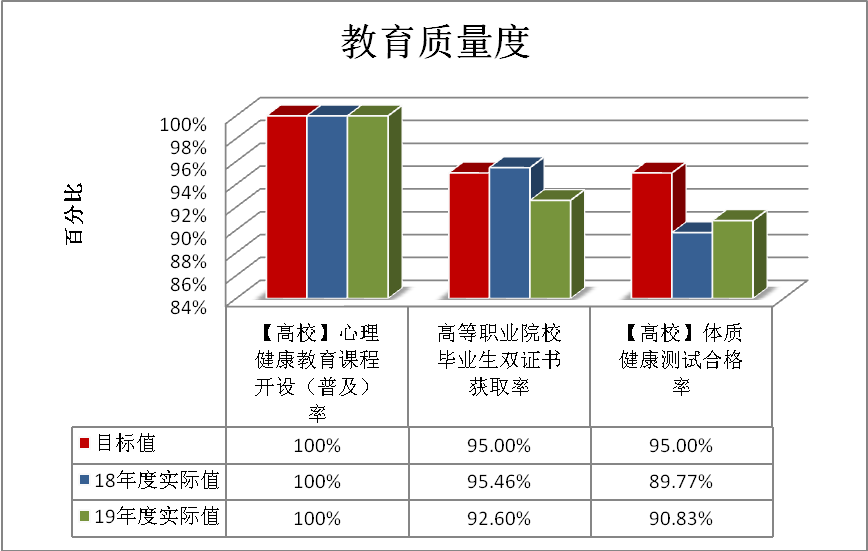 教育质量度
100%
98%
96%
94%
92%
90%
88%
86%
84%
百分比
【高校】心理
健康教育课程
开设（普及）
率
高等职业院校
毕业生双证书
获取率
【高校】体质
健康测试合格
率
目标值 100% 95.00% 95.00%
18年度实际值 100% 95.46% 89.77%
19年度实际值 100% 92.60% 90.83%